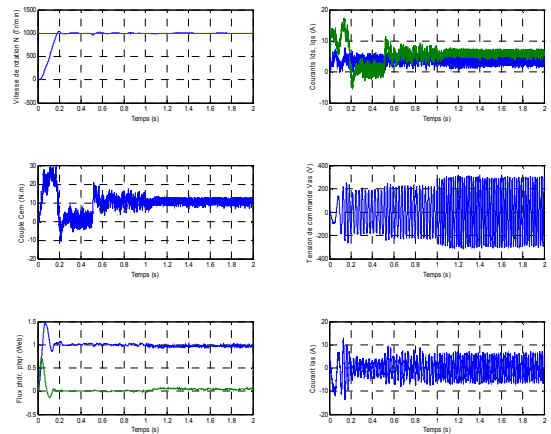 Vitesse de rotation N (Tr/min)
1500
1000
500
0
-500
0 0.2 0.4 0.6 0.8 1 1.2 1.4 1.6 1.8 2
Temps (s)
Courants Ids, Iqs (A)
20
10
0
-10
0 0.2 0.4 0.6 0.8 1 1.2 1.4 1.6 1.8 2
Temps (s)
Couple Cem (N.m)
30
20
10
0
-10
-20
0 0.2 0.4 0.6 0.8 1 1.2 1.4 1.6 1.8 2
Temps (s)
Tension de com mande Vas (V)
400
200
0
-200
-400
0 0.2 0.4 0.6 0.8 1 1.2 1.4 1.6 1.8 2
Temps (s)
Flux phdr, phqr (Web)
1.5
1
0.5
0
-0.5
0 0.2 0.4 0.6 0.8 1 1.2 1.4 1.6 1.8 2
Temps (s)
Courant Ias (A)
20
10
0
-10
-20
0 0.2 0.4 0.6 0.8 1 1.2 1.4 1.6 1.8 2
Temps (s)